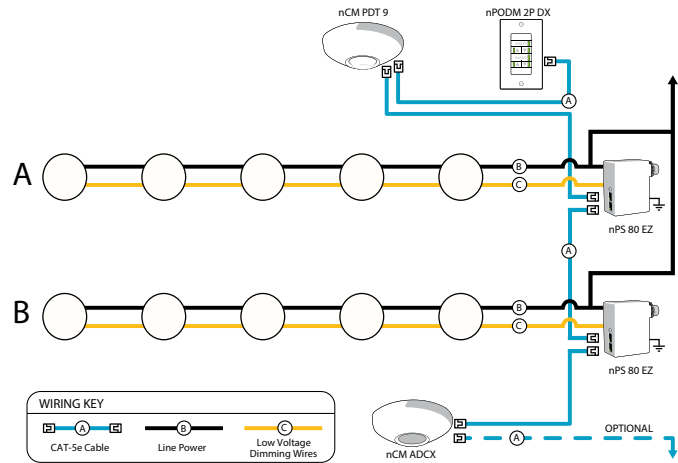 nCM PDT 9
nPODM 2P DX
A
A
B
C
nPS 80 EZ
A
B
B
C
nPS 80 EZ
WIRING KEY
A
B
C
CAT-5e Cable
Line Power
Low Voltage
Dimming Wires
nCM ADCX
A
OPTIONAL